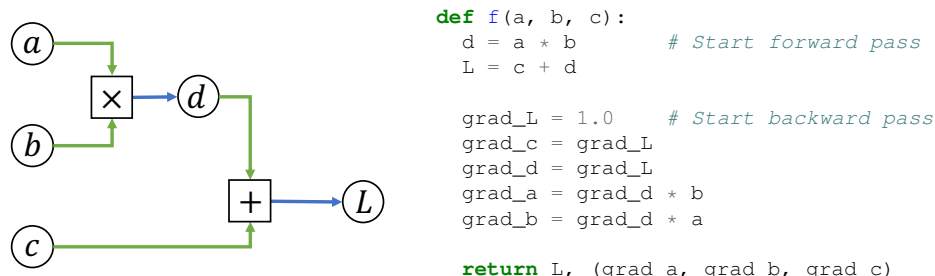 a
×
d
b
+
L
c
def f(a, b, c):
  d = a * b       # Start forward pass
  L = c + d

  grad_L = 1.0    # Start backward pass
  grad_c = grad_L
  grad_d = grad_L
  grad_a = grad_d * b
  grad_b = grad_d * a

  return L, (grad_a, grad_b, grad_c)